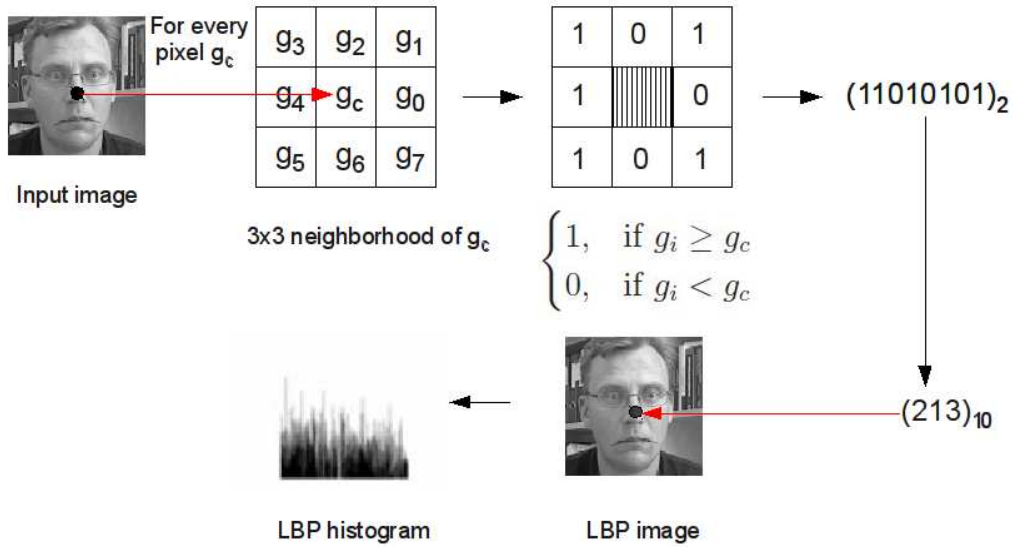 For every
pixel g_c
g_3 g_2 g_1
g_4 g_c g_0
g_5 g_6 g_7
1 0 1
1 0
1 0 1
(11010101)_2
Input image
3x3 neighborhood of g_c
1, if g_i ≥ g_c
0, if g_i < g_c
(213)_10
LBP histogram
LBP image